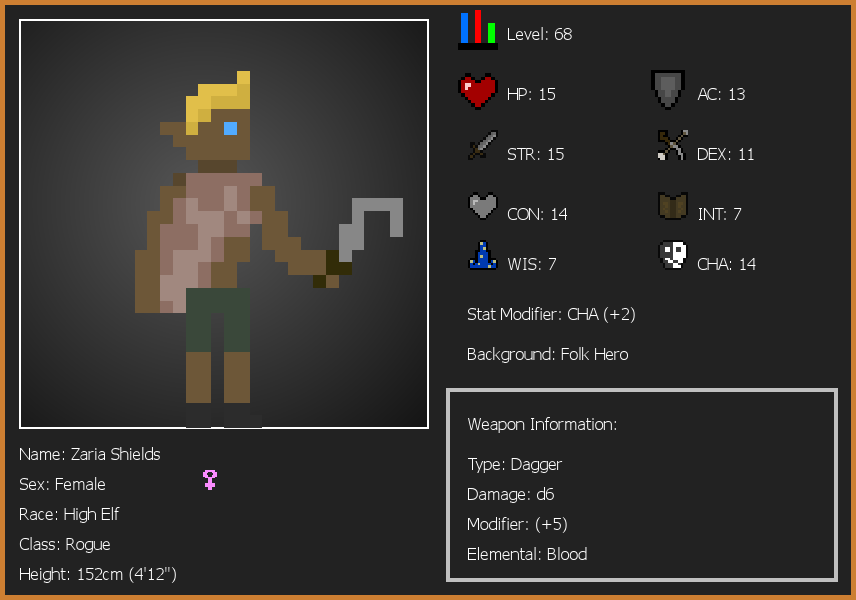 Level: 68
HP: 15
AC: 13
STR: 15
DEX: 11
CON: 14
INT: 7
WIS: 7
CHA: 14
Stat Modifier: CHA (+2)
Background: Folk Hero
Weapon Information:
Type: Dagger
Damage: d6
Modifier: (+5)
Elemental: Blood
Name: Zaria Shields
Sex: Female
Race: High Elf
Class: Rogue
Height: 152cm (4'12")